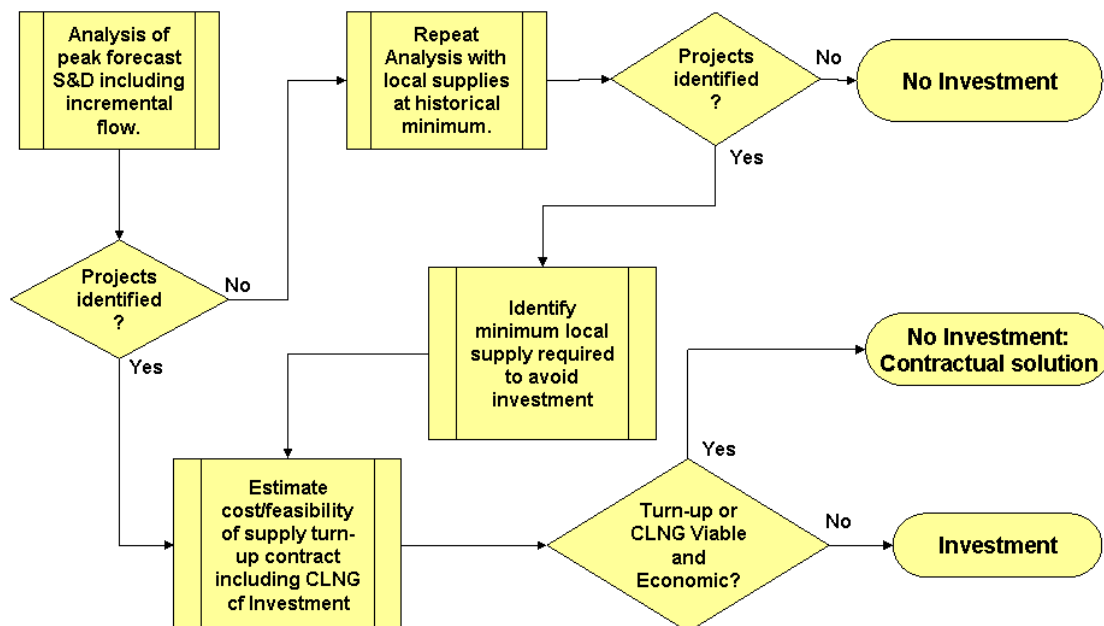 Analysis of
peak forecast
S&D including
incremental
flow.
Repeat
Analysis with
local supplies
at historical
minimum.
Projects
identified
?
No
No Investment
Yes
Projects
identified
?
No
Yes
Identify
minimum local
supply required
to avoid
investment
No Investment:
Contractual solution
Yes
Estimate
cost/feasibility
of supply turn-
up contract
including CLNG
cf Investment
Turn-up or
CLNG Viable
and
Economic?
No
Investment